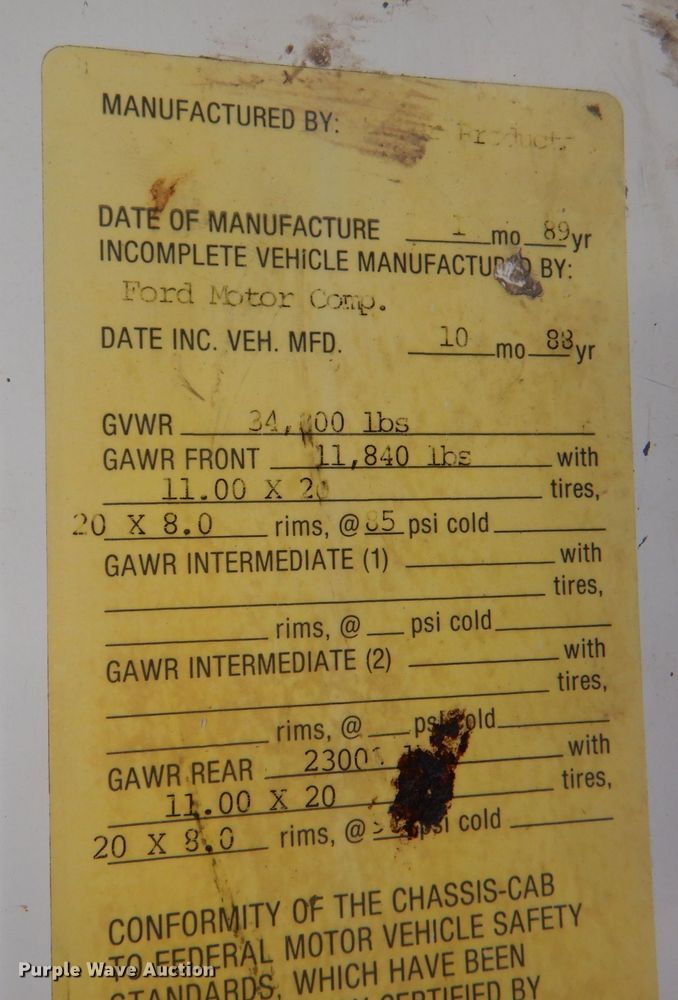 MANUFACTURED BY:
DATE OF MANUFACTURE 1 mo 89 yr
INCOMPLETE VEHICLE MANUFACTURED BY:
Ford Motor Comp.
DATE INC. VEH. MFD. 10 mo 88 yr
GVWR lbs
GAWR FRONT 11,840 lbs with
11.00 X 20 tires,
20 X 8.0 rims, @ psi cold
GAWR INTERMEDIATE (1) with
tires,
rims, @ psi cold
GAWR INTERMEDIATE (2) with
tires,
rims, @ psi cold
GAWR REAR with
11.00 X 20 tires,
20 X 8.0 rims, @ psi cold
CONFORMITY OF THE CHASSIS-CAB
TO FEDERAL MOTOR VEHICLE SAFETY
STANDARDS, WHICH HAVE BEEN
CERTIFIED BY
Purple Wave Auction